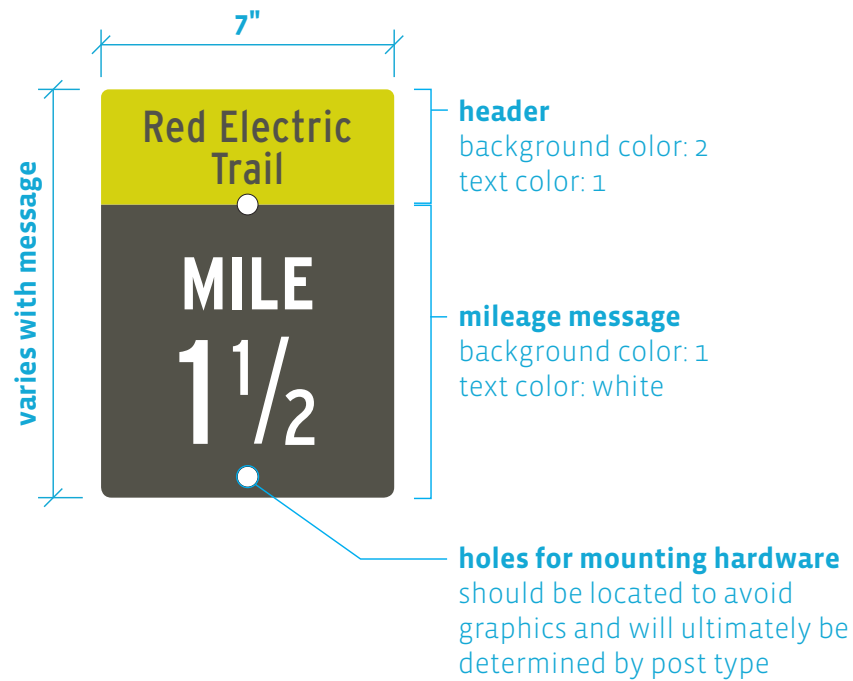 7"
varies with message
Red Electric
Trail
MILE
1 1/2
header
background color: 2
text color: 1
mileage message
background color: 1
text color: white
holes for mounting hardware
should be located to avoid
graphics and will ultimately be
determined by post type